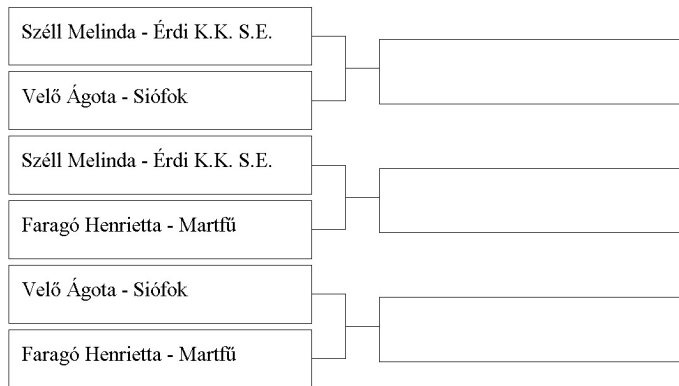 Széll Melinda - Érdi K.K. S.E.
Velő Ágota - Siófok
Széll Melinda - Érdi K.K. S.E.
Faragó Henrietta - Martfű
Velő Ágota - Siófok
Faragó Henrietta - Martfű